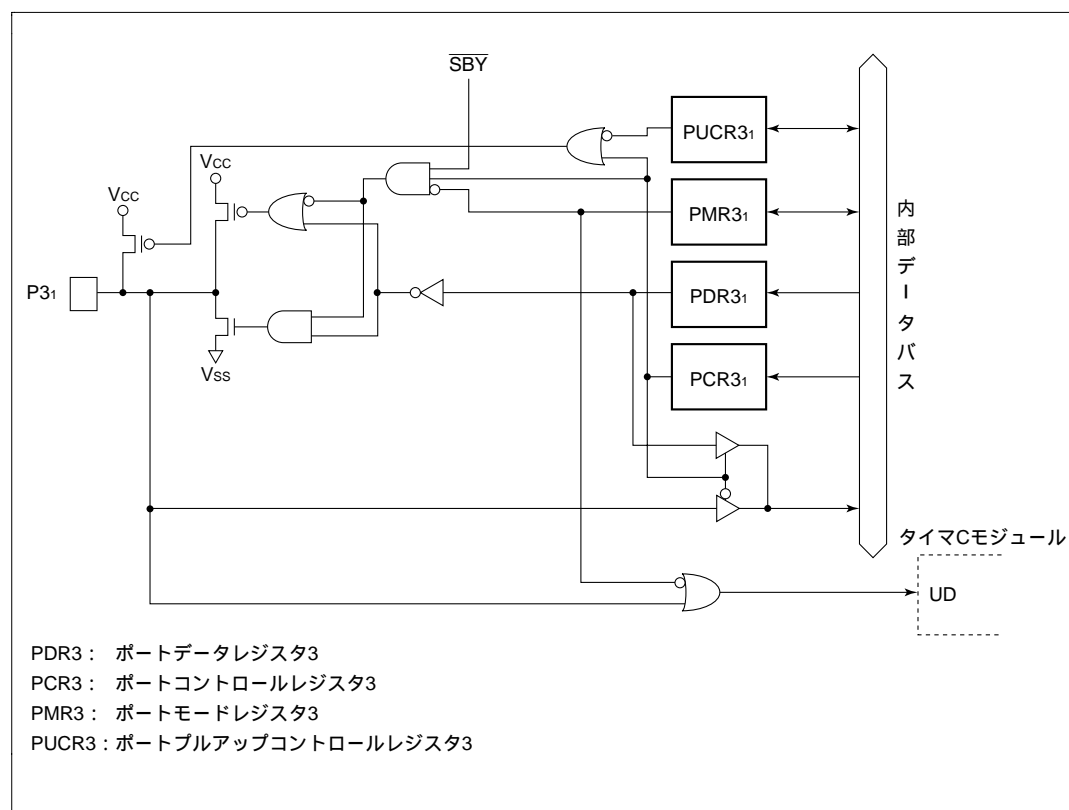 S̅B̅Y̅
PUCR3₁
VCC
VCC
PMR3₁
内部データバス
P3₁
PDR3₁
VSS
PCR3₁
タイマCモジュール
UD
PDR3： ポートデータレジスタ3
PCR3： ポートコントロールレジスタ3
PMR3： ポートモードレジスタ3
PUCR3：ポートプルアップコントロールレジスタ3